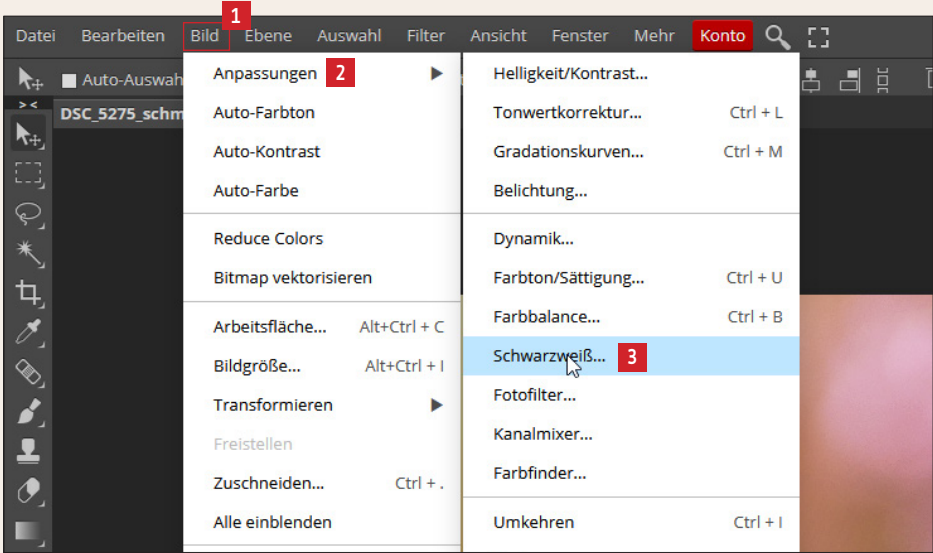 1
Datei Bearbeiten Bild Ebene Auswahl Filter Ansicht Fenster Mehr Konto
Auto-Auswah
DSC_5275_schm
Anpassungen 2
Auto-Farbton
Auto-Kontrast
Auto-Farbe
Reduce Colors
Bitmap vektorisieren
Arbeitsfläche... Alt+Ctrl + C
Bildgröße... Alt+Ctrl + I
Transformieren
Freistellen
Zuschneiden... Ctrl + .
Alle einblenden
Helligkeit/Kontrast...
Tonwertkorrektur... Ctrl + L
Gradationskurven... Ctrl + M
Belichtung...
Dynamik...
Farbton/Sättigung... Ctrl + U
Farbbalance... Ctrl + B
Schwarzweiß... 3
Fotofilter...
Kanalmixer...
Farbfinder...
Umkehren Ctrl + I